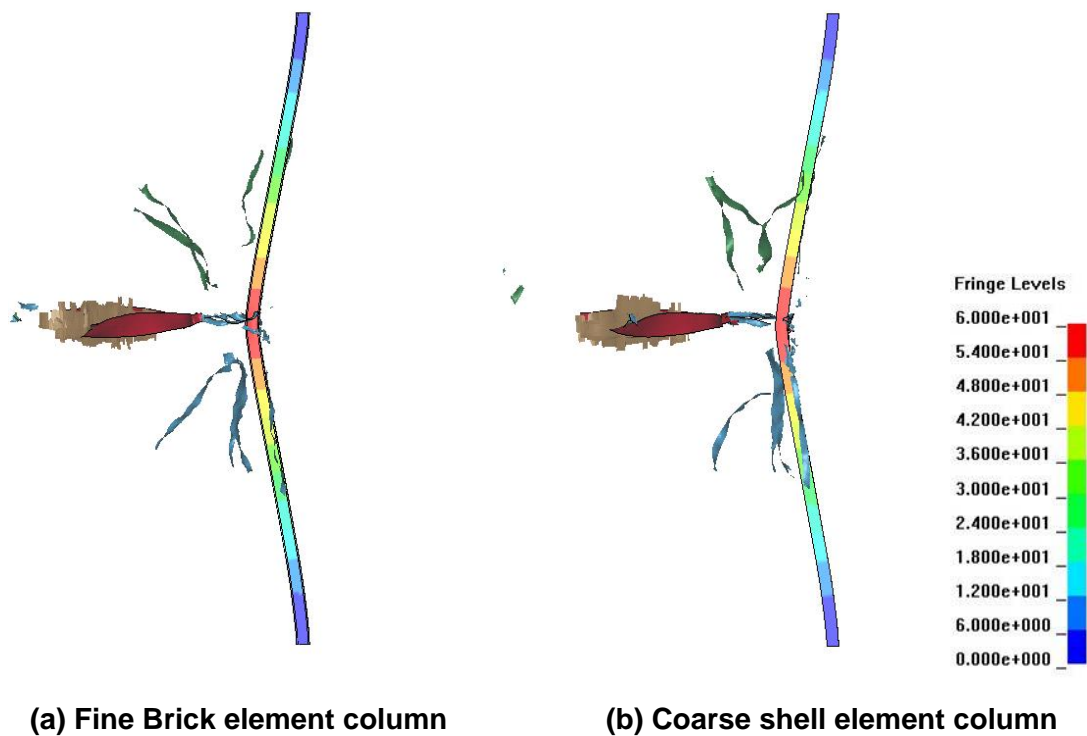 Fringe Levels
6.000e+001
5.400e+001
4.800e+001
4.200e+001
3.600e+001
3.000e+001
2.400e+001
1.800e+001
1.200e+001
6.000e+000
0.000e+000
(a) Fine Brick element column
(b) Coarse shell element column